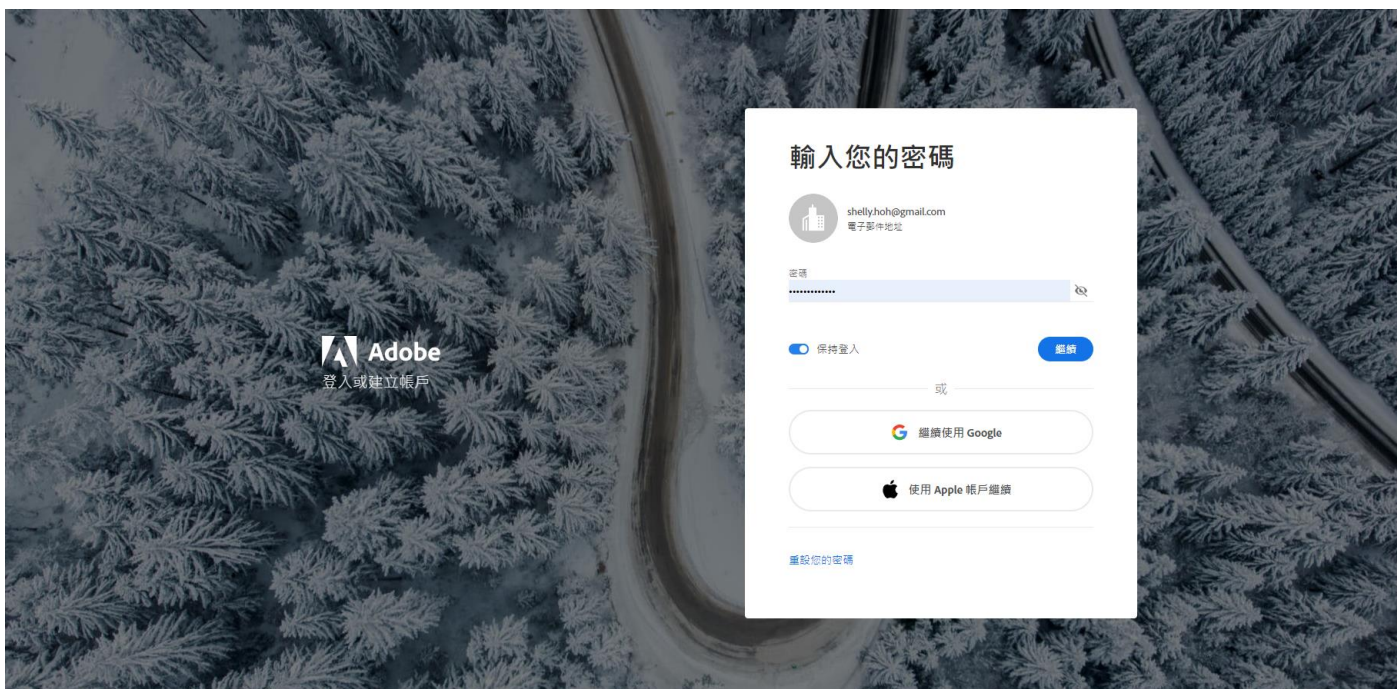 Adobe
登入或建立帳戶
輸入您的密碼
shelly.hoh@gmail.com
電子郵件地址
密碼
•••••••••••••
保持登入
繼續
或
繼續使用 Google
使用 Apple 帳戶繼續
重設您的密碼